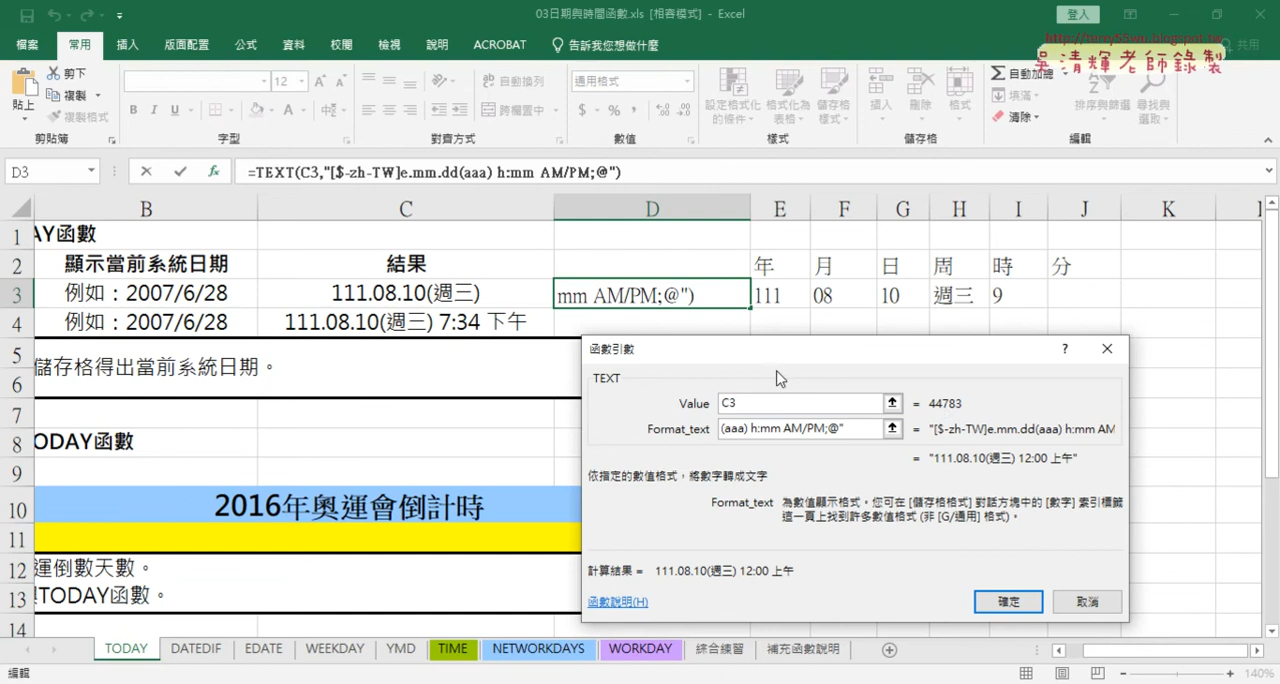 03日期與時間函數.xls [相容模式] - Excel
登入
http://terry55wu.blogspot.tw
吳清輝老師錄製
檔案 常用 插入 版面配置 公式 資料 校閱 檢視 說明 ACROBAT 告訴我您想做什麼 共用
貼上 剪下 複製 複製格式 剪貼簿
12 B I U 字型
自動換列 跨欄置中 對齊方式
通用格式 $ % , 數值
設定格式化的條件 格式化為表格 儲存格樣式 樣式
插入 刪除 格式 儲存格
自動加總 填滿 清除 排序與篩選 尋找與選取 編輯
D3 fx =TEXT(C3,"[$-zh-TW]e.mm.dd(aaa) h:mm AM/PM;@")
B C D E F G H I J K
1 AY函數
2 顯示當前系統日期 結果 年 月 日 周 時 分
3 例如：2007/6/28 111.08.10(週三) mm AM/PM;@") 111 08 10 週三 9
4 例如：2007/6/28 111.08.10(週三) 7:34 下午
5 儲存格得出當前系統日期。
6
7
8 ODAY函數
9
10 2016年奧運會倒計時
11
12 運倒數天數。
13 TODAY函數。
14
函數引數 ?
TEXT
Value C3 = 44783
Format_text (aaa) h:mm AM/PM;@" = "[$-zh-TW]e.mm.dd(aaa) h:mm AM
= "111.08.10(週三) 12:00 上午"
依指定的數值格式，將數字轉成文字
Format_text 為數值顯示格式。您可在 [儲存格格式] 對話方塊中的 [數字] 索引標籤
這一頁上找到許多數值格式 (非 [G/通用] 格式)。
計算結果 = 111.08.10(週三) 12:00 上午
函數說明(H) 確定 取消
TODAY DATEDIF EDATE WEEKDAY YMD TIME NETWORKDAYS WORKDAY 綜合練習 補充函數說明
編輯 140%